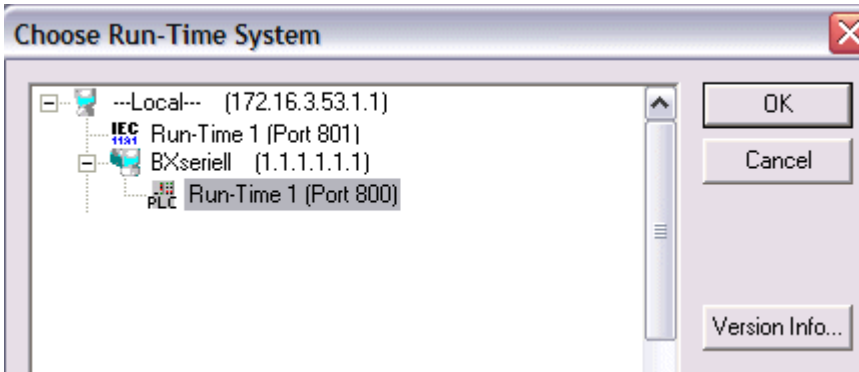 Choose Run-Time System
---Local--- (172.16.3.53.1.1)
IEC 1131 Run-Time 1 (Port 801)
BXseriell (1.1.1.1.1.1)
PLC Run-Time 1 (Port 800)
OK
Cancel
Version Info...